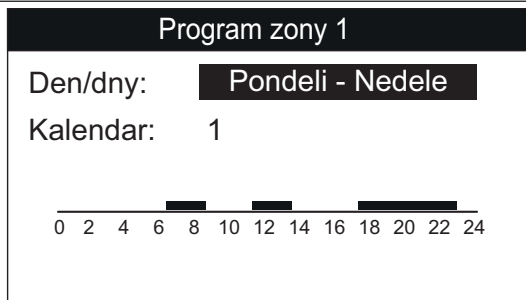 Program zony 1
Den/dny: Pondeli - Nedele
Kalendar: 1
0 2 4 6 8 10 12 14 16 18 20 22 24